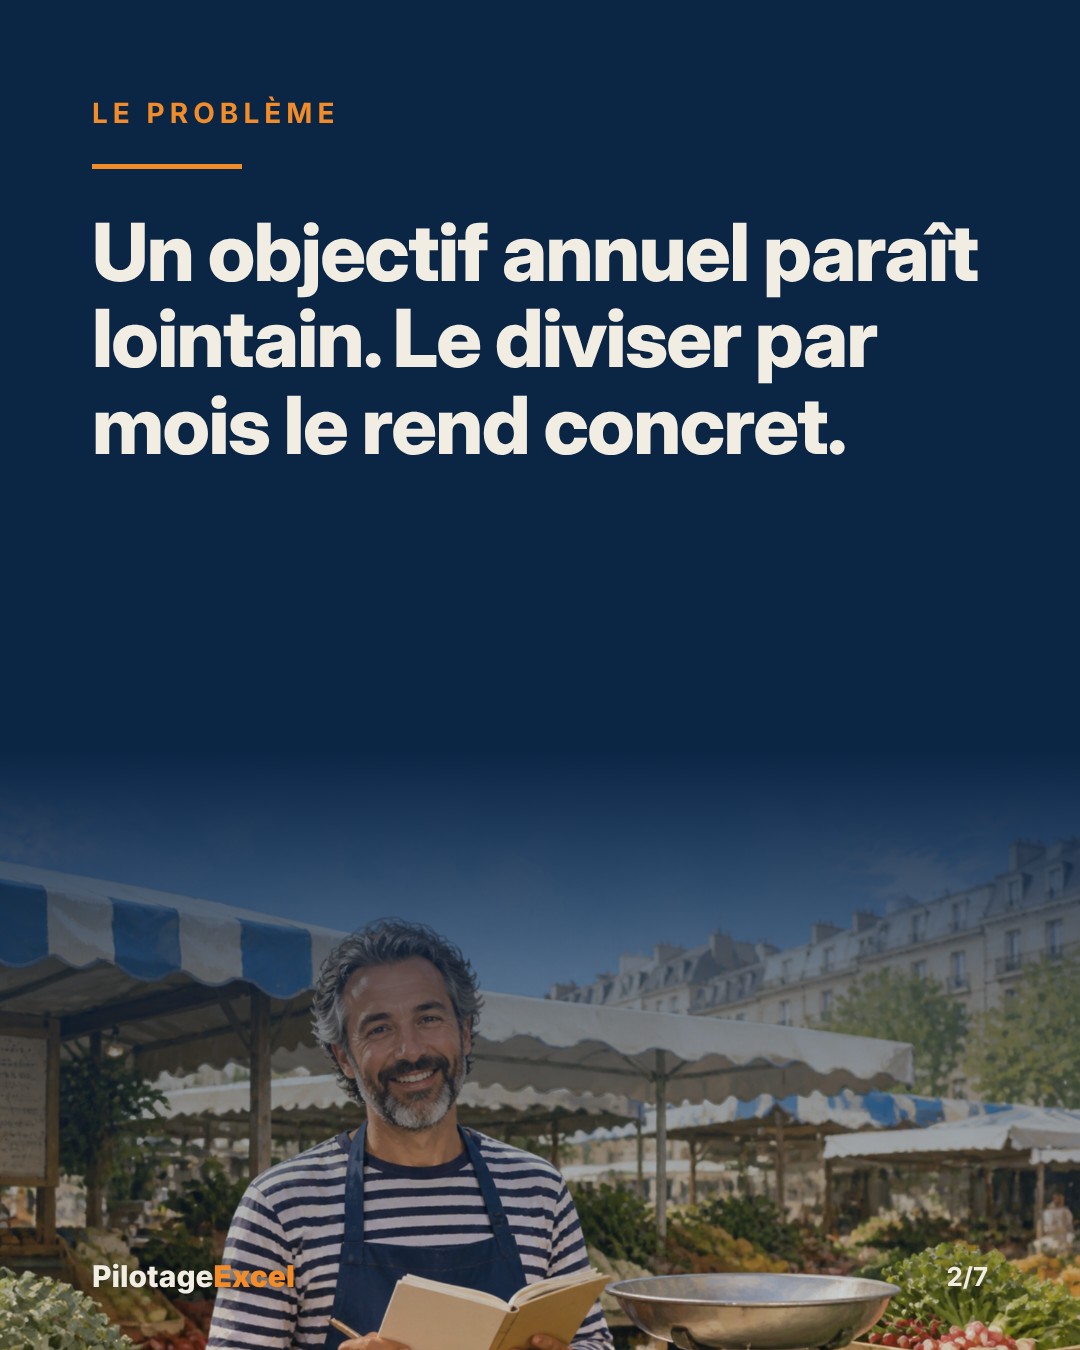 LE PROBLÈME
Un objectif annuel paraît
lointain. Le diviser par
mois le rend concret.
PilotageExcel
2/7